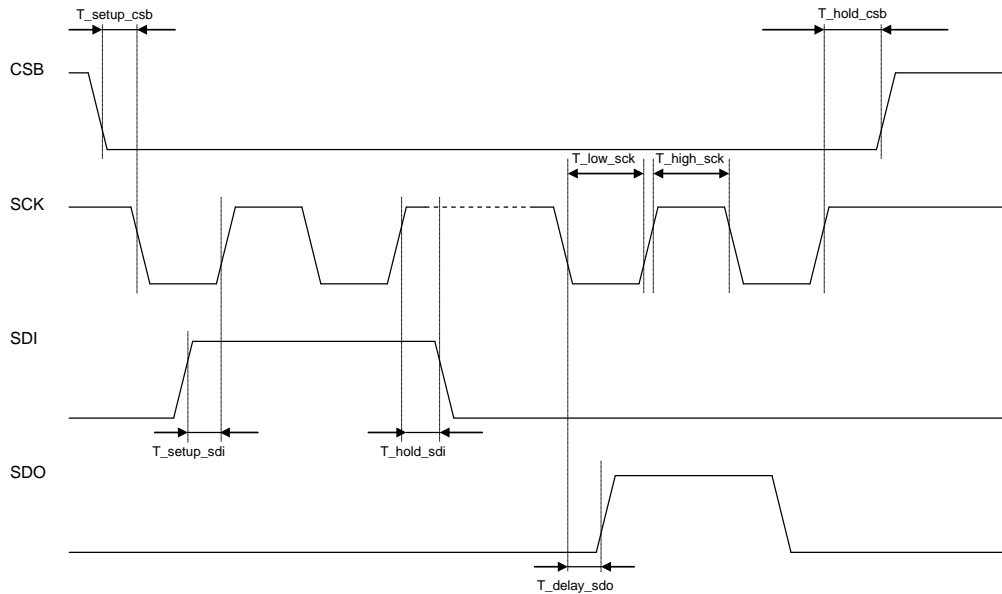 T_setup_csb
T_hold_csb
CSB
T_low_sck
T_high_sck
SCK
SDI
T_setup_sdi
T_hold_sdi
SDO
T_delay_sdo